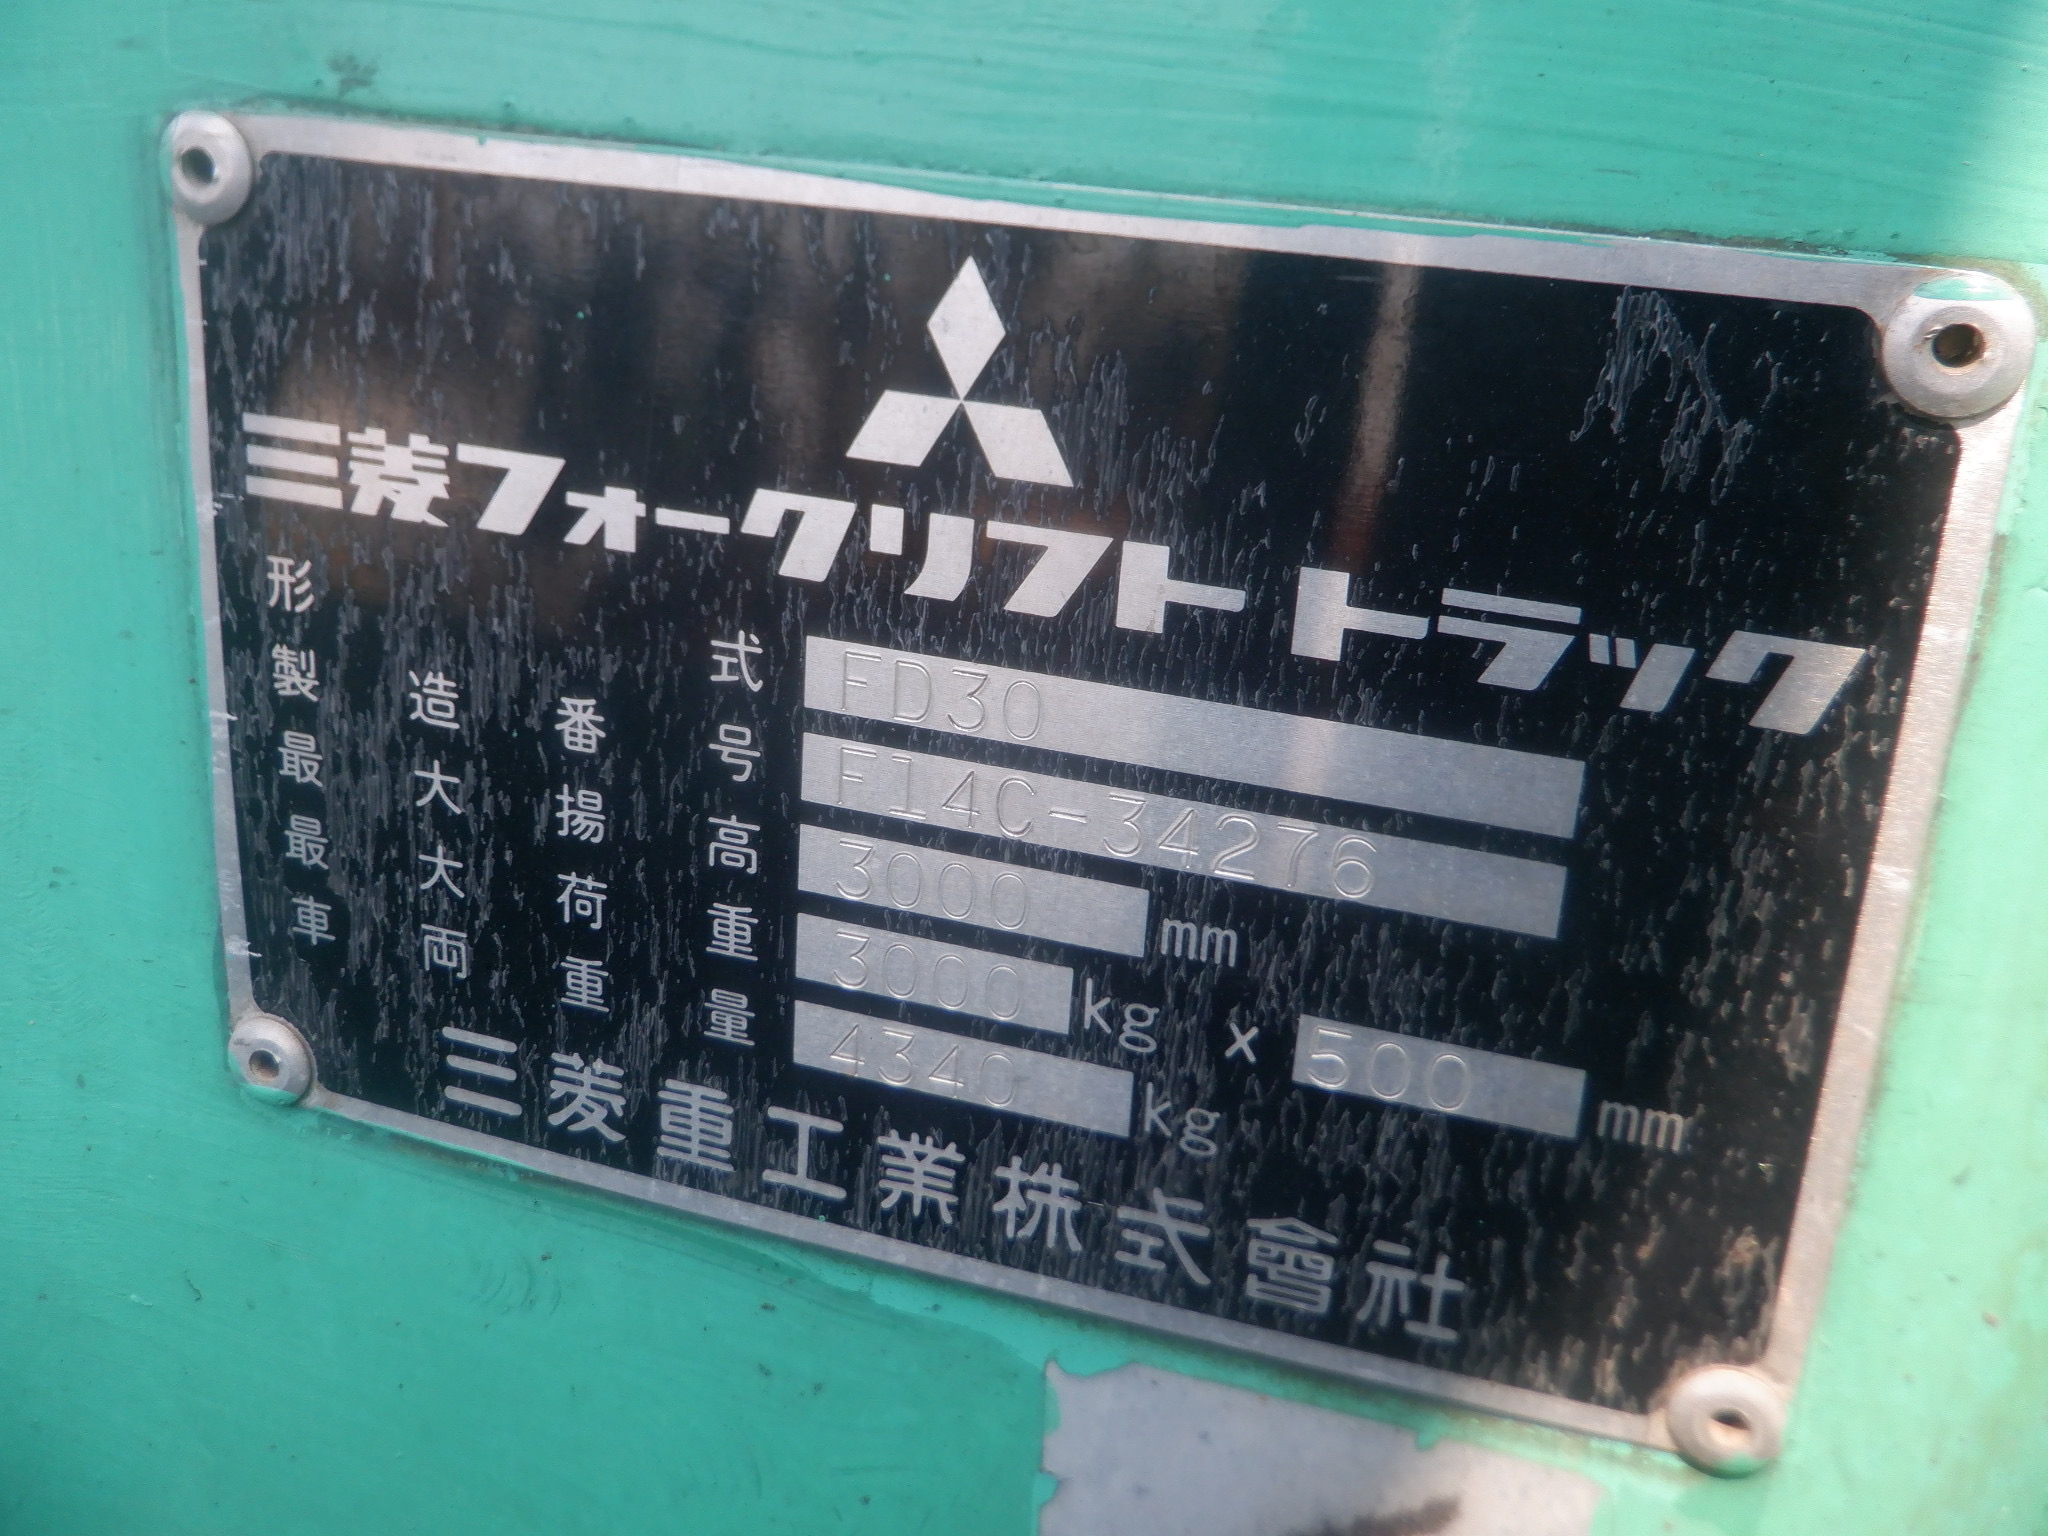 三菱フォークリフト トラック
形式 FD30
製造番号 F14C-34276
最大揚高 3000 mm
最大荷重 3000 kg x 500 mm
車両重量 4340 kg
三菱重工業株式會社